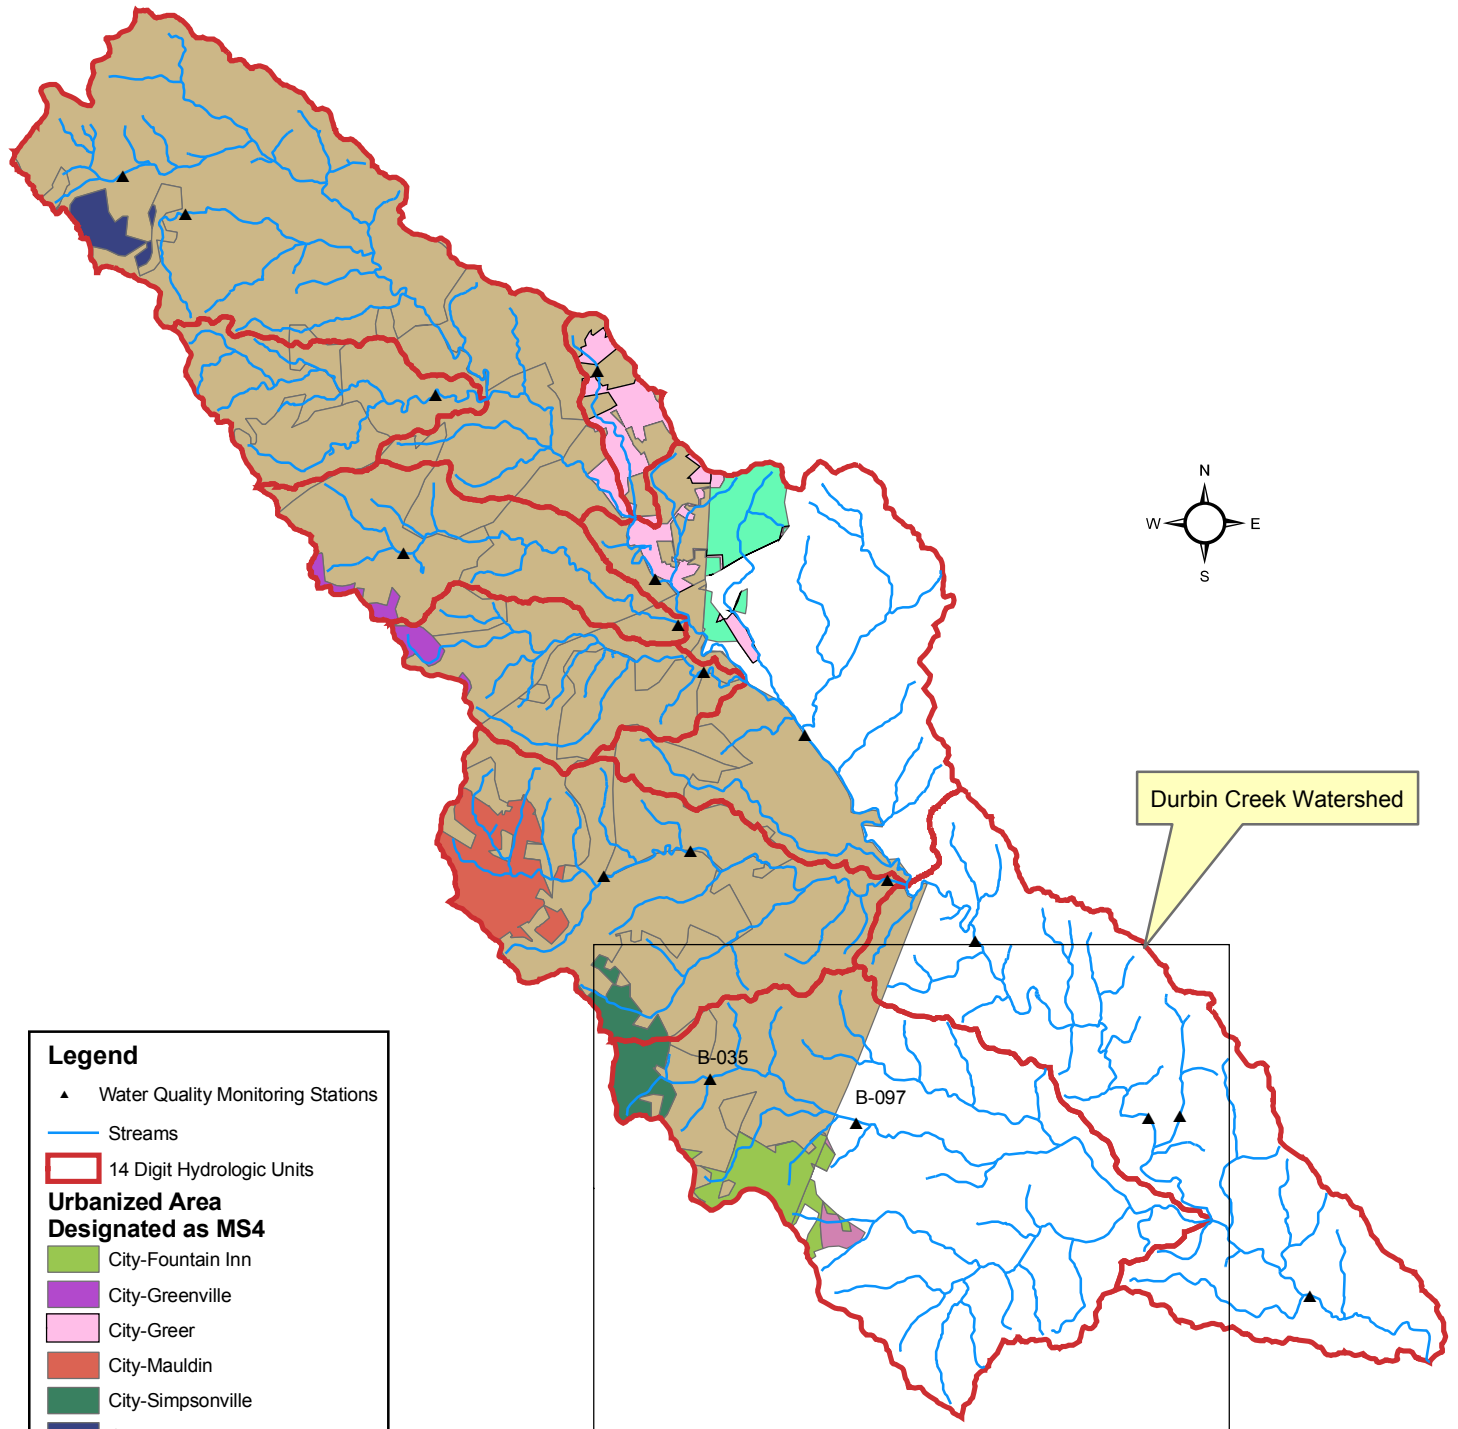 N
W
E
S
Durbin Creek Watershed
B-035
B-097
Legend
Water Quality Monitoring Stations
Streams
14 Digit Hydrologic Units
Urbanized Area
Designated as MS4
City-Fountain Inn
City-Greenville
City-Greer
City-Mauldin
City-Simpsonville